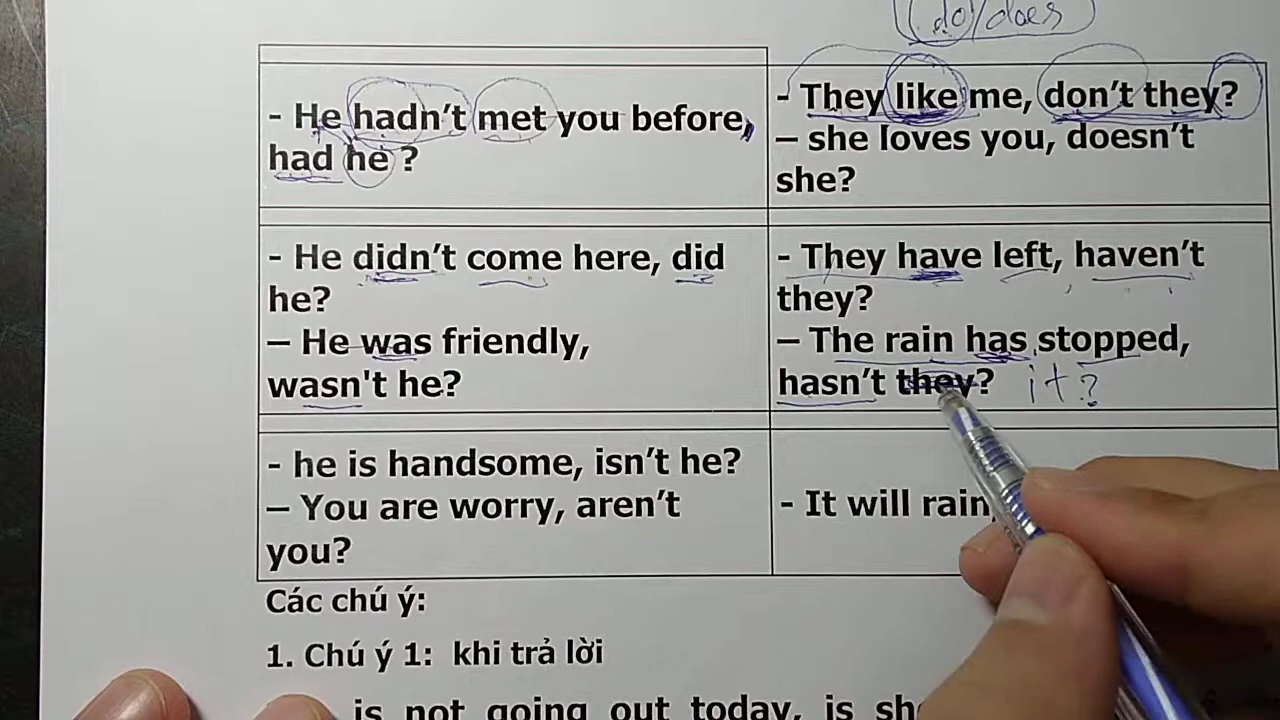 (do/does
- He hadn't met you before,
had he ?
- They like me, don't they?
– she loves you, doesn't
she?
- He didn't come here, did
he?
– He was friendly,
wasn't he?
- They have left, haven't
they?
– The rain has stopped,
hasn't they? it?
- he is handsome, isn't he?
– You are worry, aren't
you?
- It will rain,
Các chú ý:
1. Chú ý 1: khi trả lời
is not going out today, is